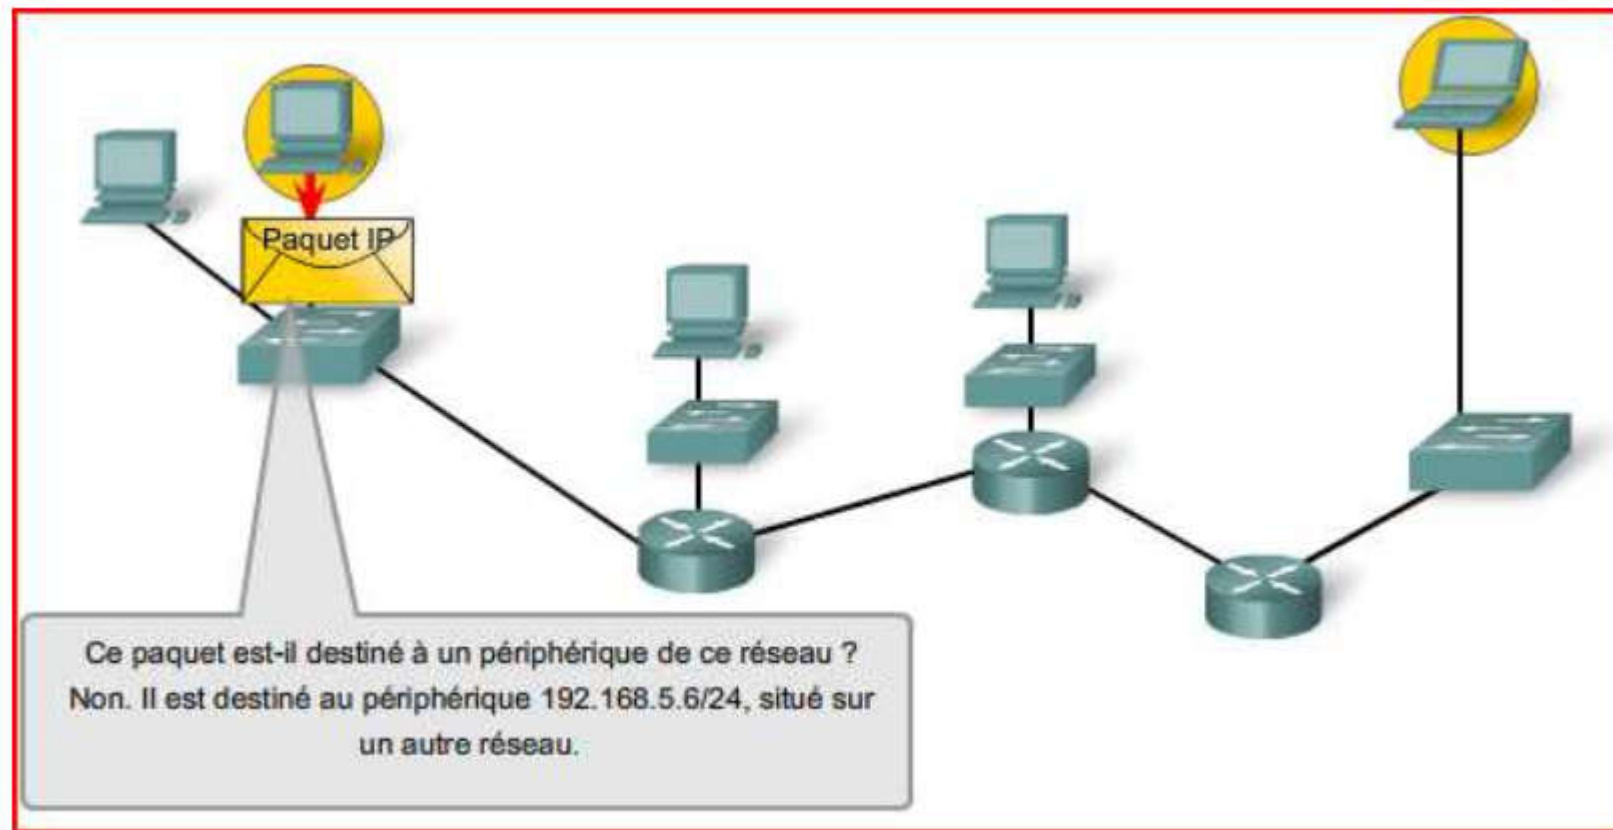 Paquet IP
Ce paquet est-il destiné à un périphérique de ce réseau ?
Non. Il est destiné au périphérique 192.168.5.6/24, situé sur
un autre réseau.